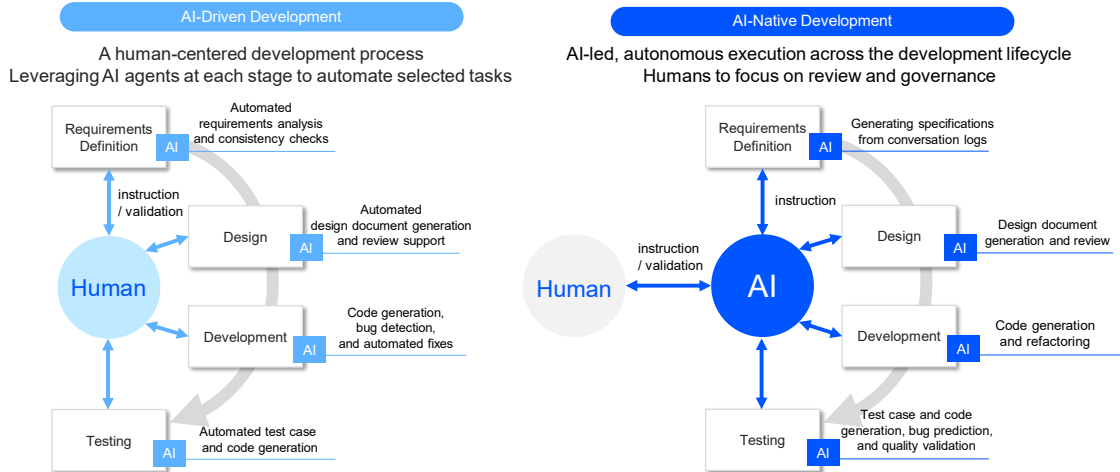 AI-Driven Development
A human-centered development process
Leveraging AI agents at each stage to automate selected tasks
Requirements
Definition
AI
Automated
requirements analysis
and consistency checks
instruction
/ validation
Human
Design
AI
Automated
design document generation
and review support
Development
AI
Code generation,
bug detection,
and automated fixes
Testing
AI
Automated test case
and code generation
AI-Native Development
AI-led, autonomous execution across the development lifecycle
Humans to focus on review and governance
Requirements
Definition
AI
Generating specifications
from conversation logs
instruction
Human
instruction
/ validation
AI
Design
AI
Design document
generation and review
Development
AI
Code generation
and refactoring
Testing
AI
Test case and code
generation, bug prediction,
and quality validation